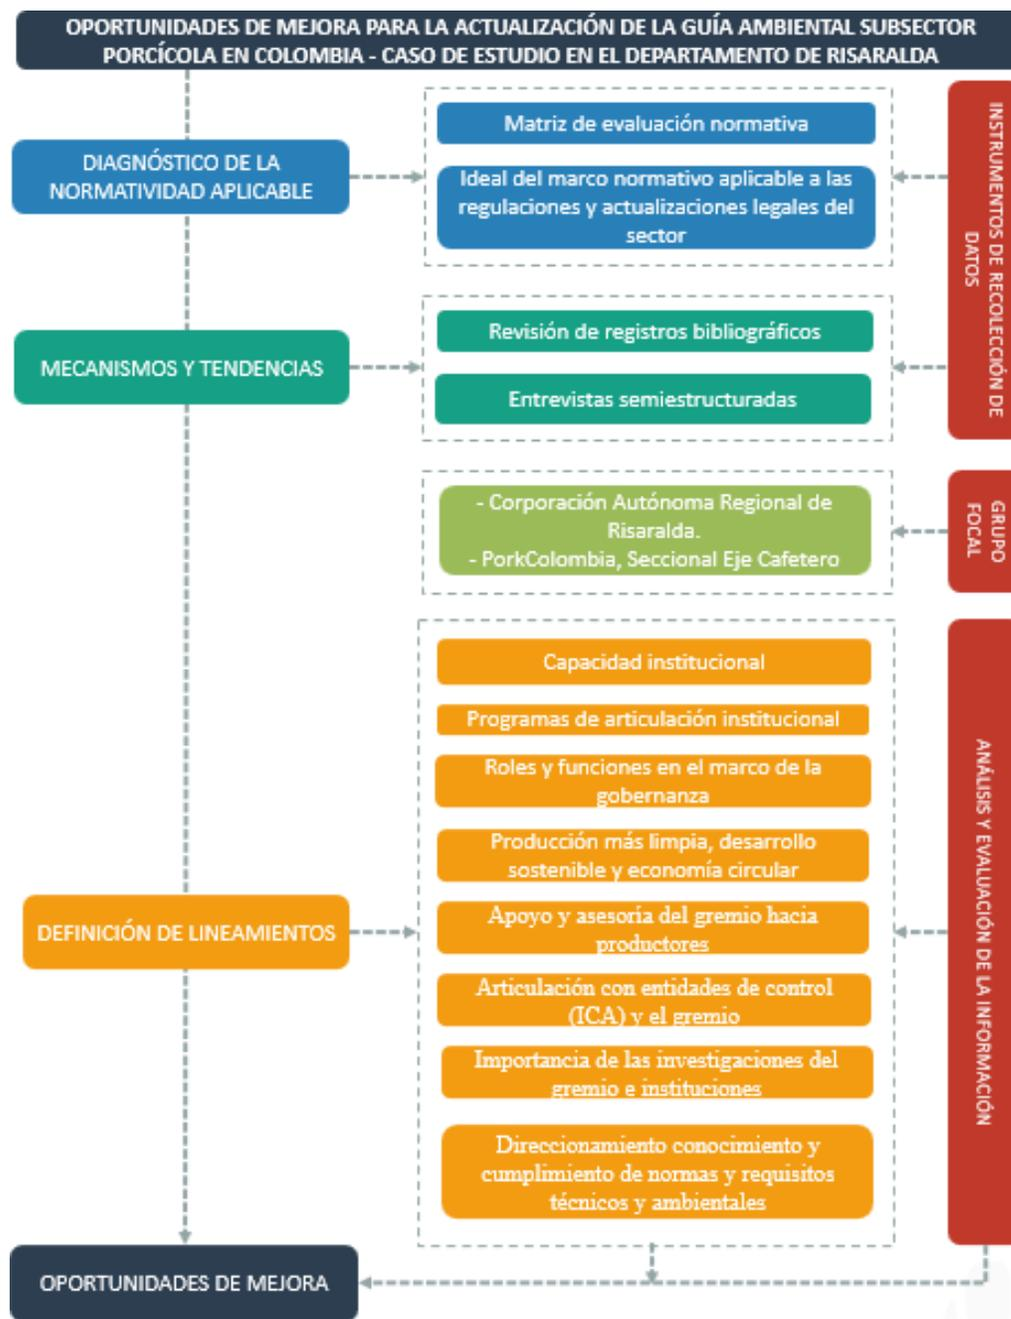 OPORTUNIDADES DE MEJORA PARA LA ACTUALIZACIÓN DE LA GUÍA AMBIENTAL SUBSECTOR
PORCÍCOLA EN COLOMBIA - CASO DE ESTUDIO EN EL DEPARTAMENTO DE RISARALDA
DIAGNÓSTICO DE LA
NORMATIVIDAD APLICABLE
Matriz de evaluación normativa
Ideal del marco normativo aplicable a las
regulaciones y actualizaciones legales del
sector
INSTRUMENTOS DE RECOLECCIÓN DE
DATOS
MECANISMOS Y TENDENCIAS
Revisión de registros bibliográficos
Entrevistas semiestructuradas
- Corporación Autónoma Regional de
Risaralda.
- PorkColombia, Seccional Eje Cafetero
GRUPO
FOCAL
DEFINICIÓN DE LINEAMIENTOS
Capacidad institucional
Programas de articulación institucional
Roles y funciones en el marco de la
gobernanza
Producción más limpia, desarrollo
sostenible y economía circular
Apoyo y asesoría del gremio hacia
productores
Articulación con entidades de control
(ICA) y el gremio
Importancia de las investigaciones del
gremio e instituciones
Direccionamiento conocimiento y
cumplimiento de normas y requisitos
técnicos y ambientales
ANÁLISIS Y EVALUACIÓN DE LA INFORMACIÓN
OPORTUNIDADES DE MEJORA